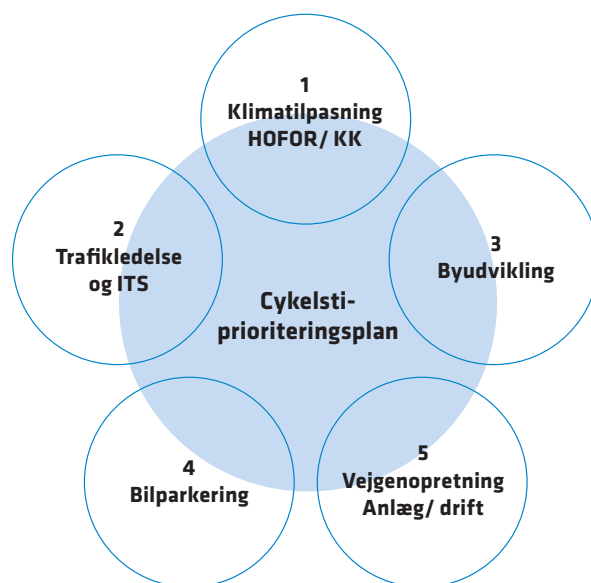 1
Klimatilpasning
HOFOR/ KK
2
Trafikledelse
og ITS
3
Byudvikling
Cykelsti-
prioriteringsplan
4
Bilparkering
5
Vejgenopretning
Anlæg/ drift